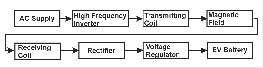 AC Supply
High Frequency
Inverter
Transmitting
Coil
Magnetic
Field
Receiving
Coil
Rectifier
Voltage
Regulator
EV Battery